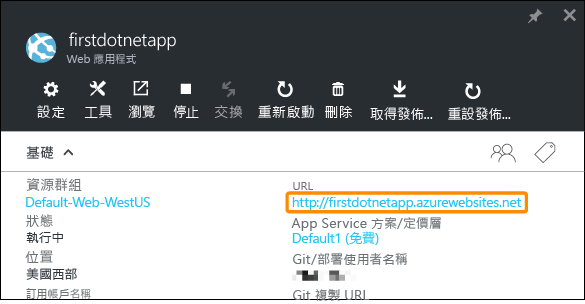 firstdotnetapp
Web 應用程式
設定 工具 瀏覽 停止 交換 重新啟動 刪除 取得發佈... 重設發佈...
基礎
資源群組
Default-Web-WestUS
狀態
執行中
位置
美國西部
訂用帳戶名稱
URL
http://firstdotnetapp.azurewebsites.net
App Service 方案/定價層
Default1 (免費)
Git/部署使用者名稱
Git 複製 URL